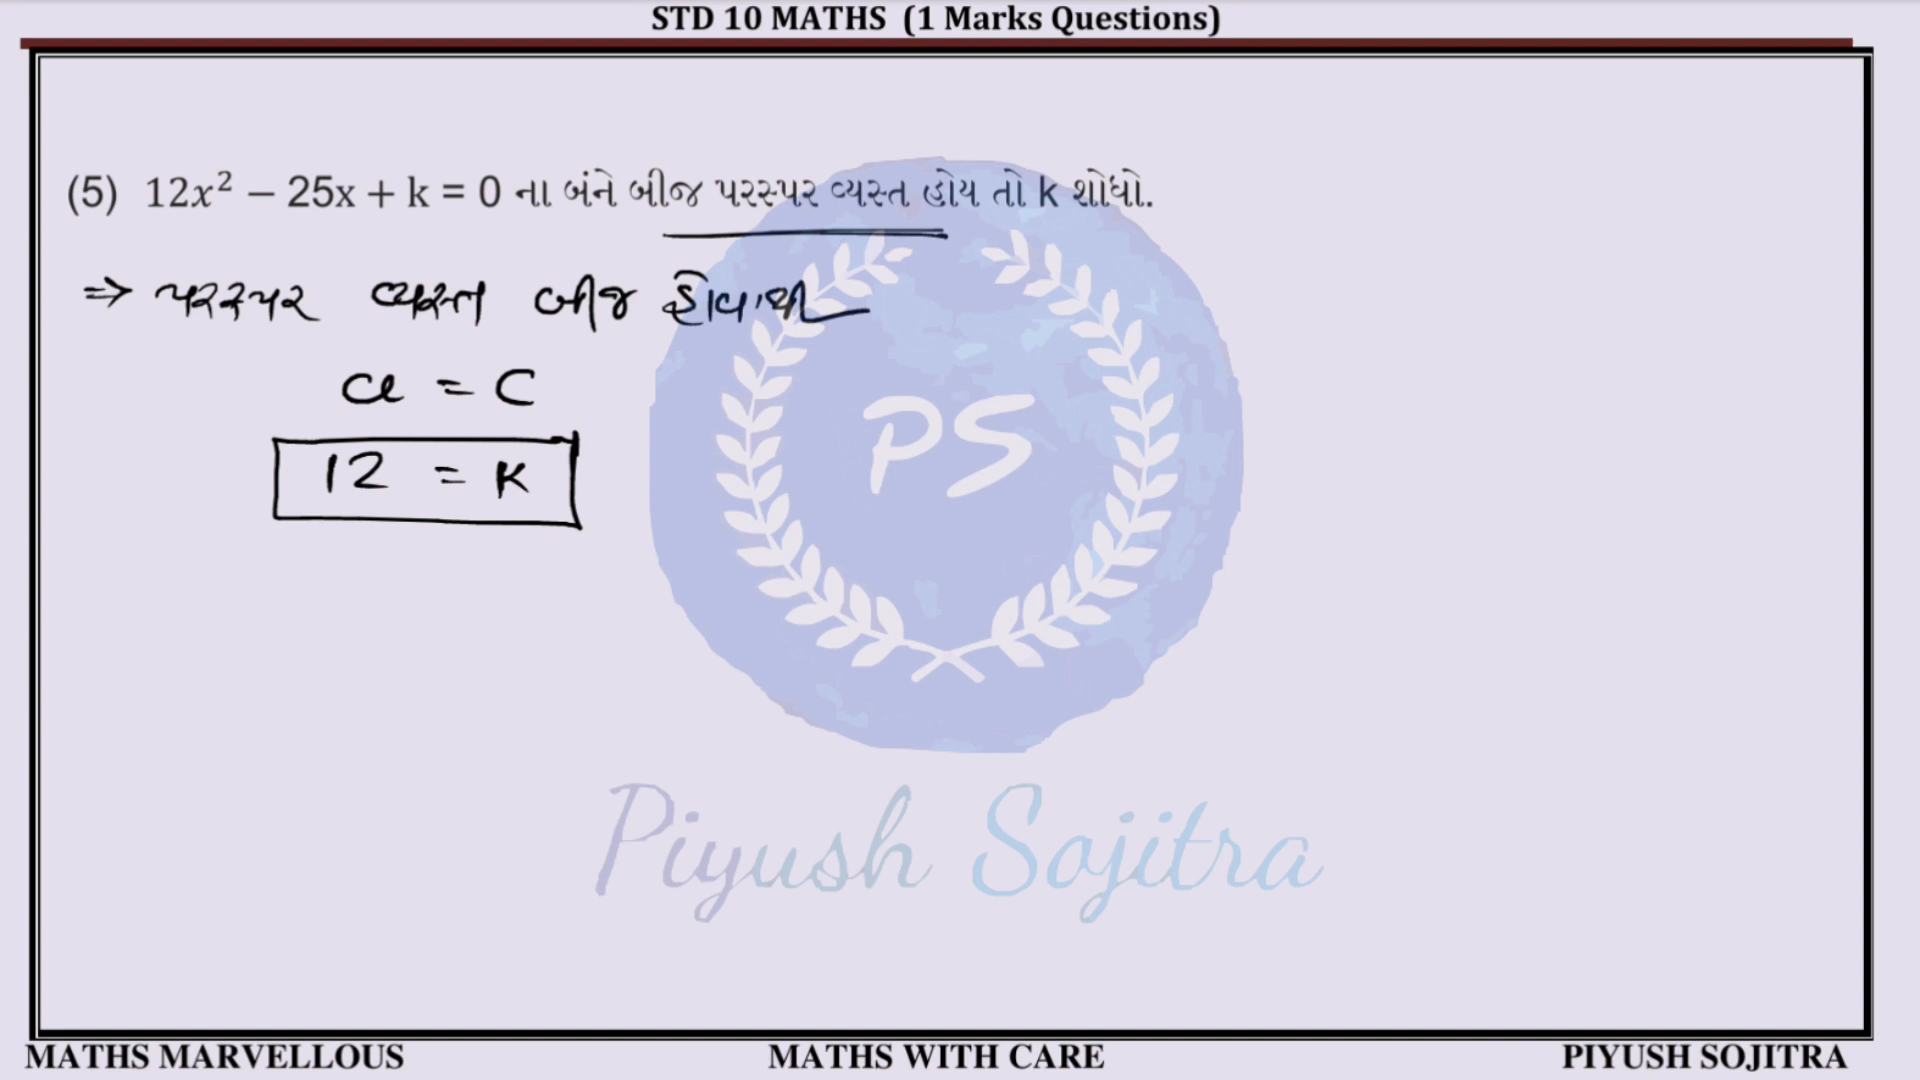 STD 10 MATHS (1 Marks Questions)
(5) 12x² − 25x + k = 0 ના બંને બીજ પરસ્પર વ્યસ્ત હોય તો k શોધો.
⇒ પરસ્પર વ્યસ્ત બીજ હોવાથી
a = c
12 = K
PS
Piyush Sojitra
MATHS MARVELLOUS MATHS WITH CARE PIYUSH SOJITRA